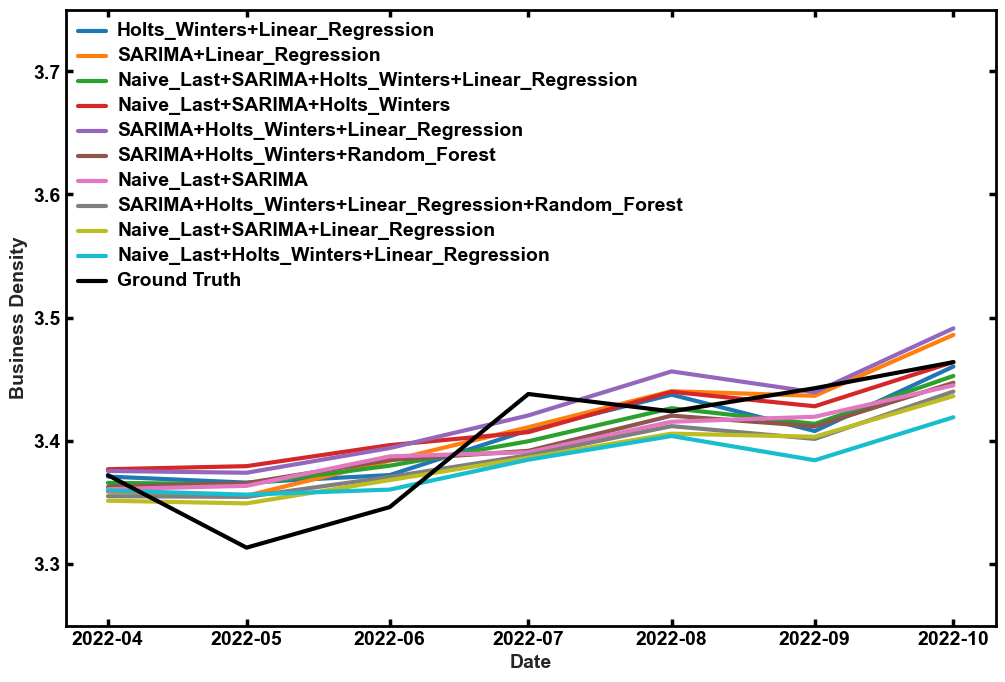 Holts_Winters+Linear_Regression
SARIMA+Linear_Regression
Naive_Last+SARIMA+Holts_Winters+Linear_Regression
Naive_Last+SARIMA+Holts_Winters
SARIMA+Holts_Winters+Linear_Regression
SARIMA+Holts_Winters+Random_Forest
Naive_Last+SARIMA
SARIMA+Holts_Winters+Linear_Regression+Random_Forest
Naive_Last+SARIMA+Linear_Regression
Naive_Last+Holts_Winters+Linear_Regression
Ground Truth
3.7
3.6
3.5
3.4
3.3
Business Density
2022-04 2022-05 2022-06 2022-07 2022-08 2022-09 2022-10
Date